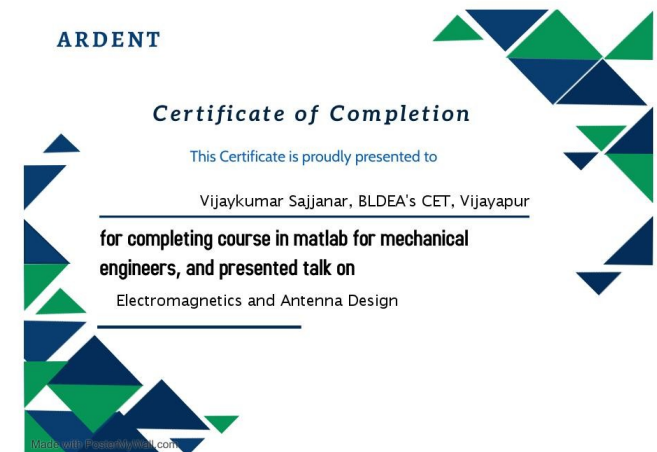 ARDENT
Certificate of Completion
This Certificate is proudly presented to
Vijaykumar Sajjanar, BLDEA's CET, Vijayapur
for completing course in matlab for mechanical
engineers, and presented talk on
Electromagnetics and Antenna Design
Made with PosterMyWall.com